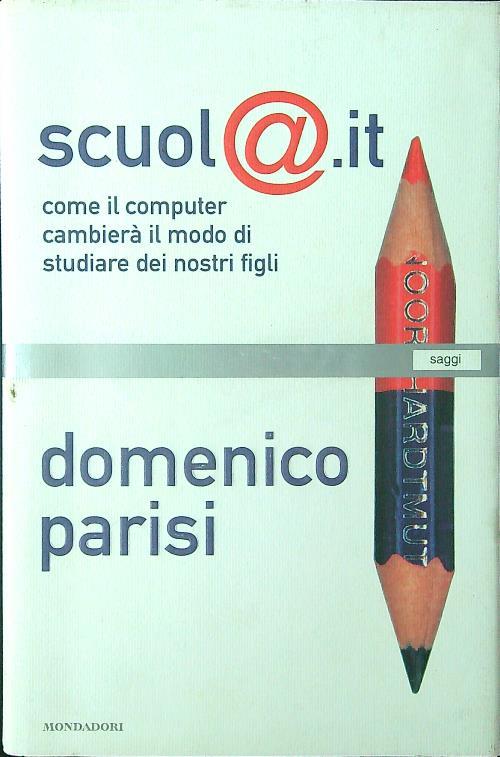 scuol@.it
come il computer
cambierà il modo di
studiare dei nostri figli
saggi
domenico
parisi
MONDADORI